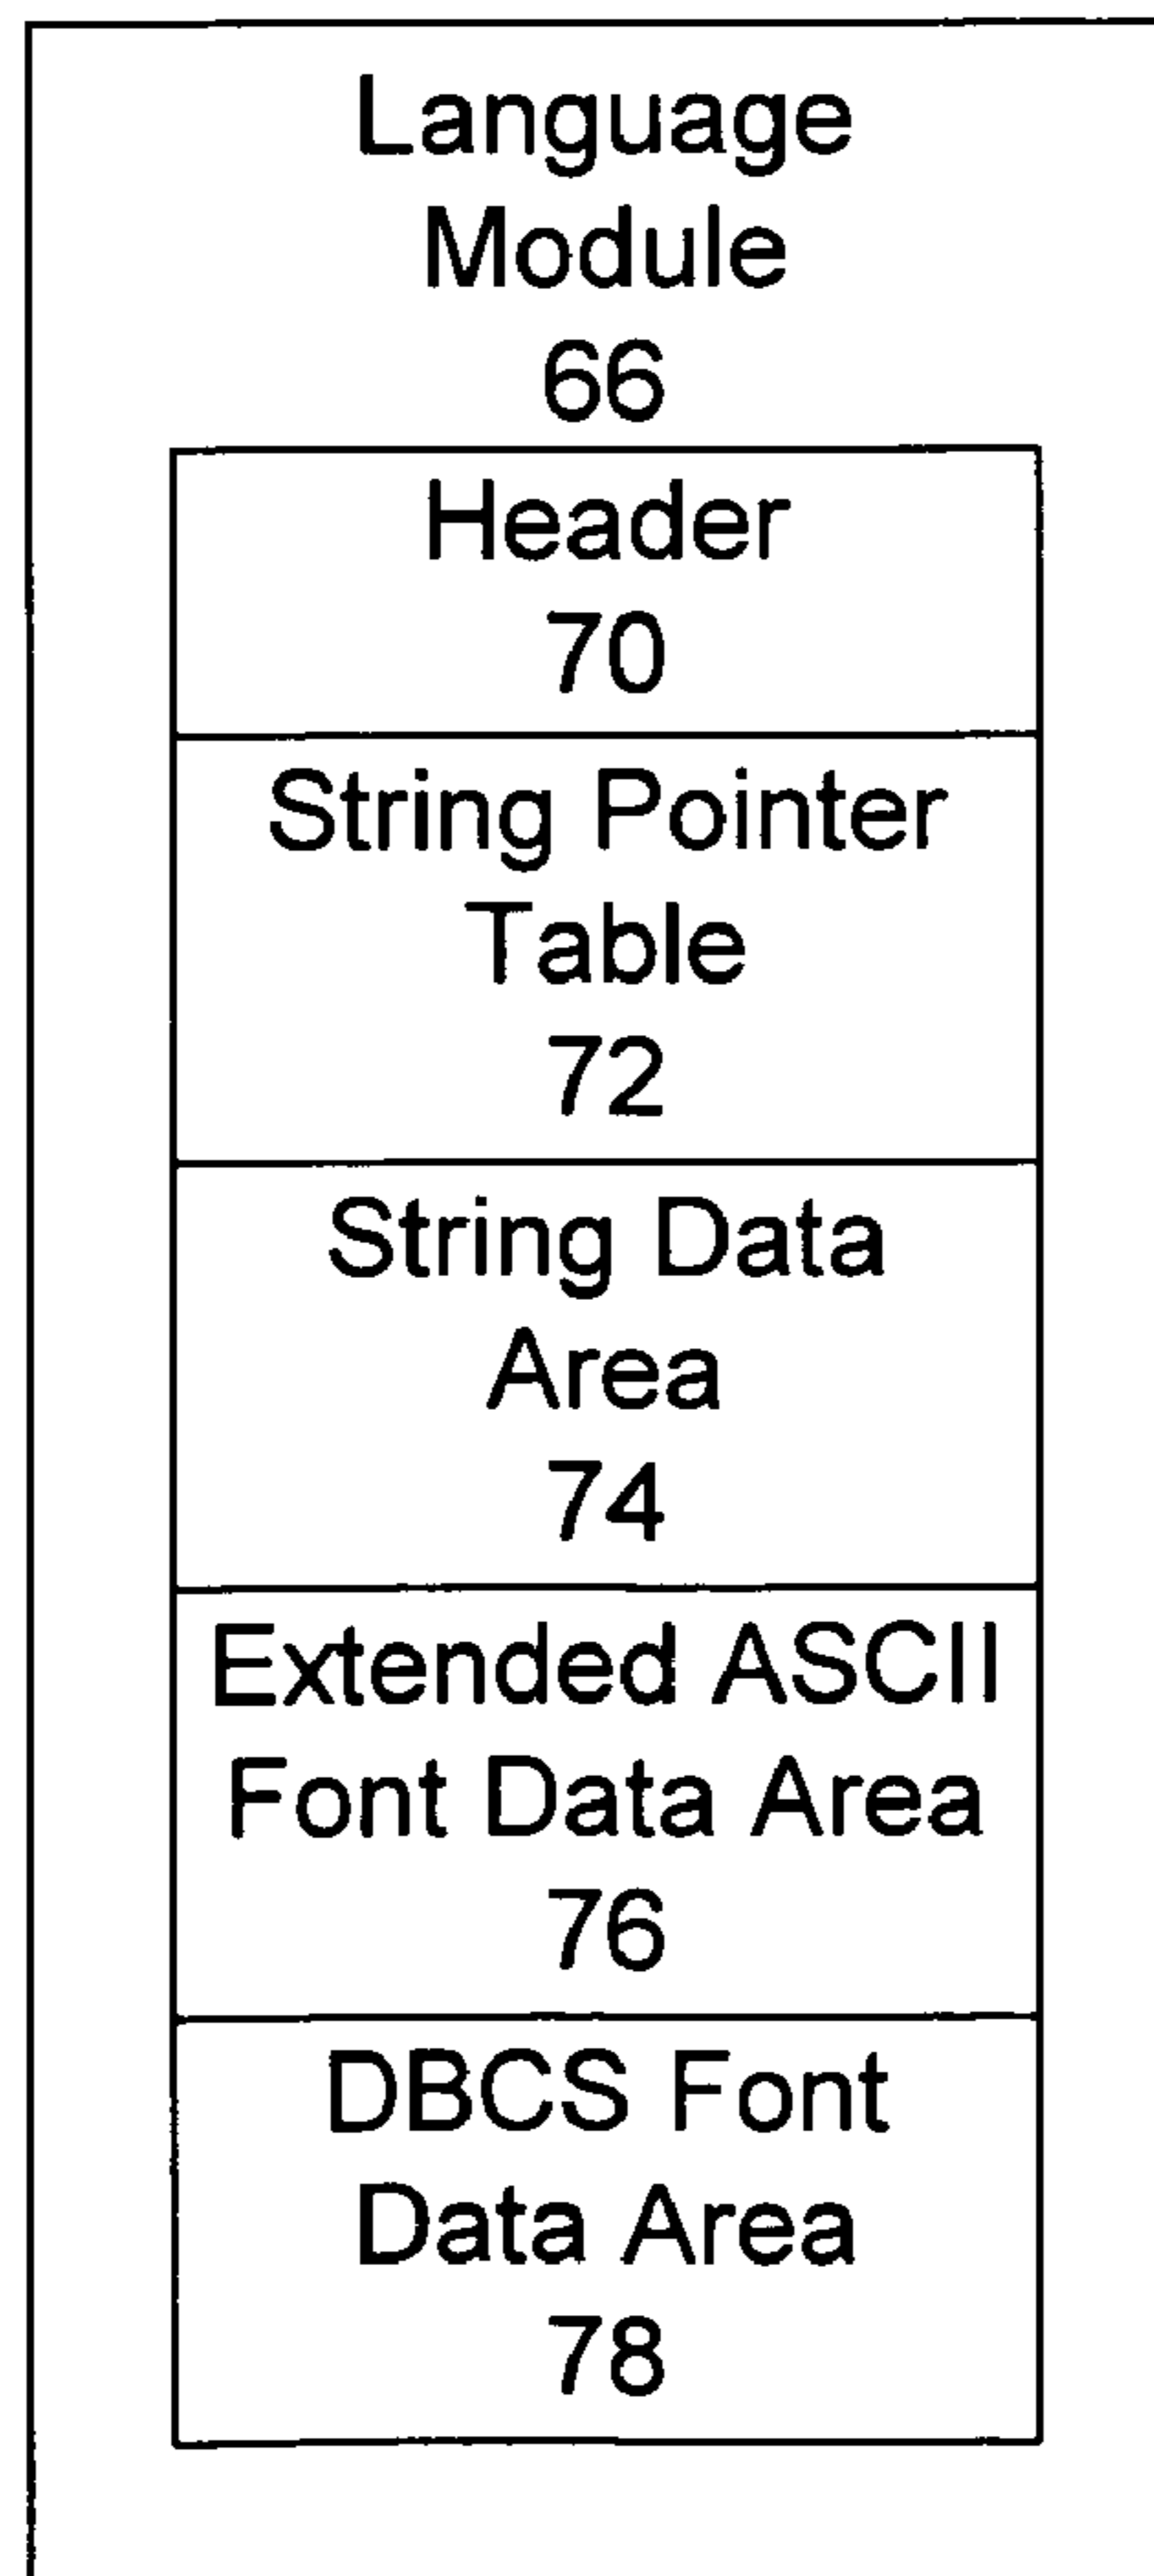 Language
Module
66
Header
70
String Pointer
Table
72
String Data
Area
74
Extended ASCII
Font Data Area
76
DBCS Font
Data Area
78